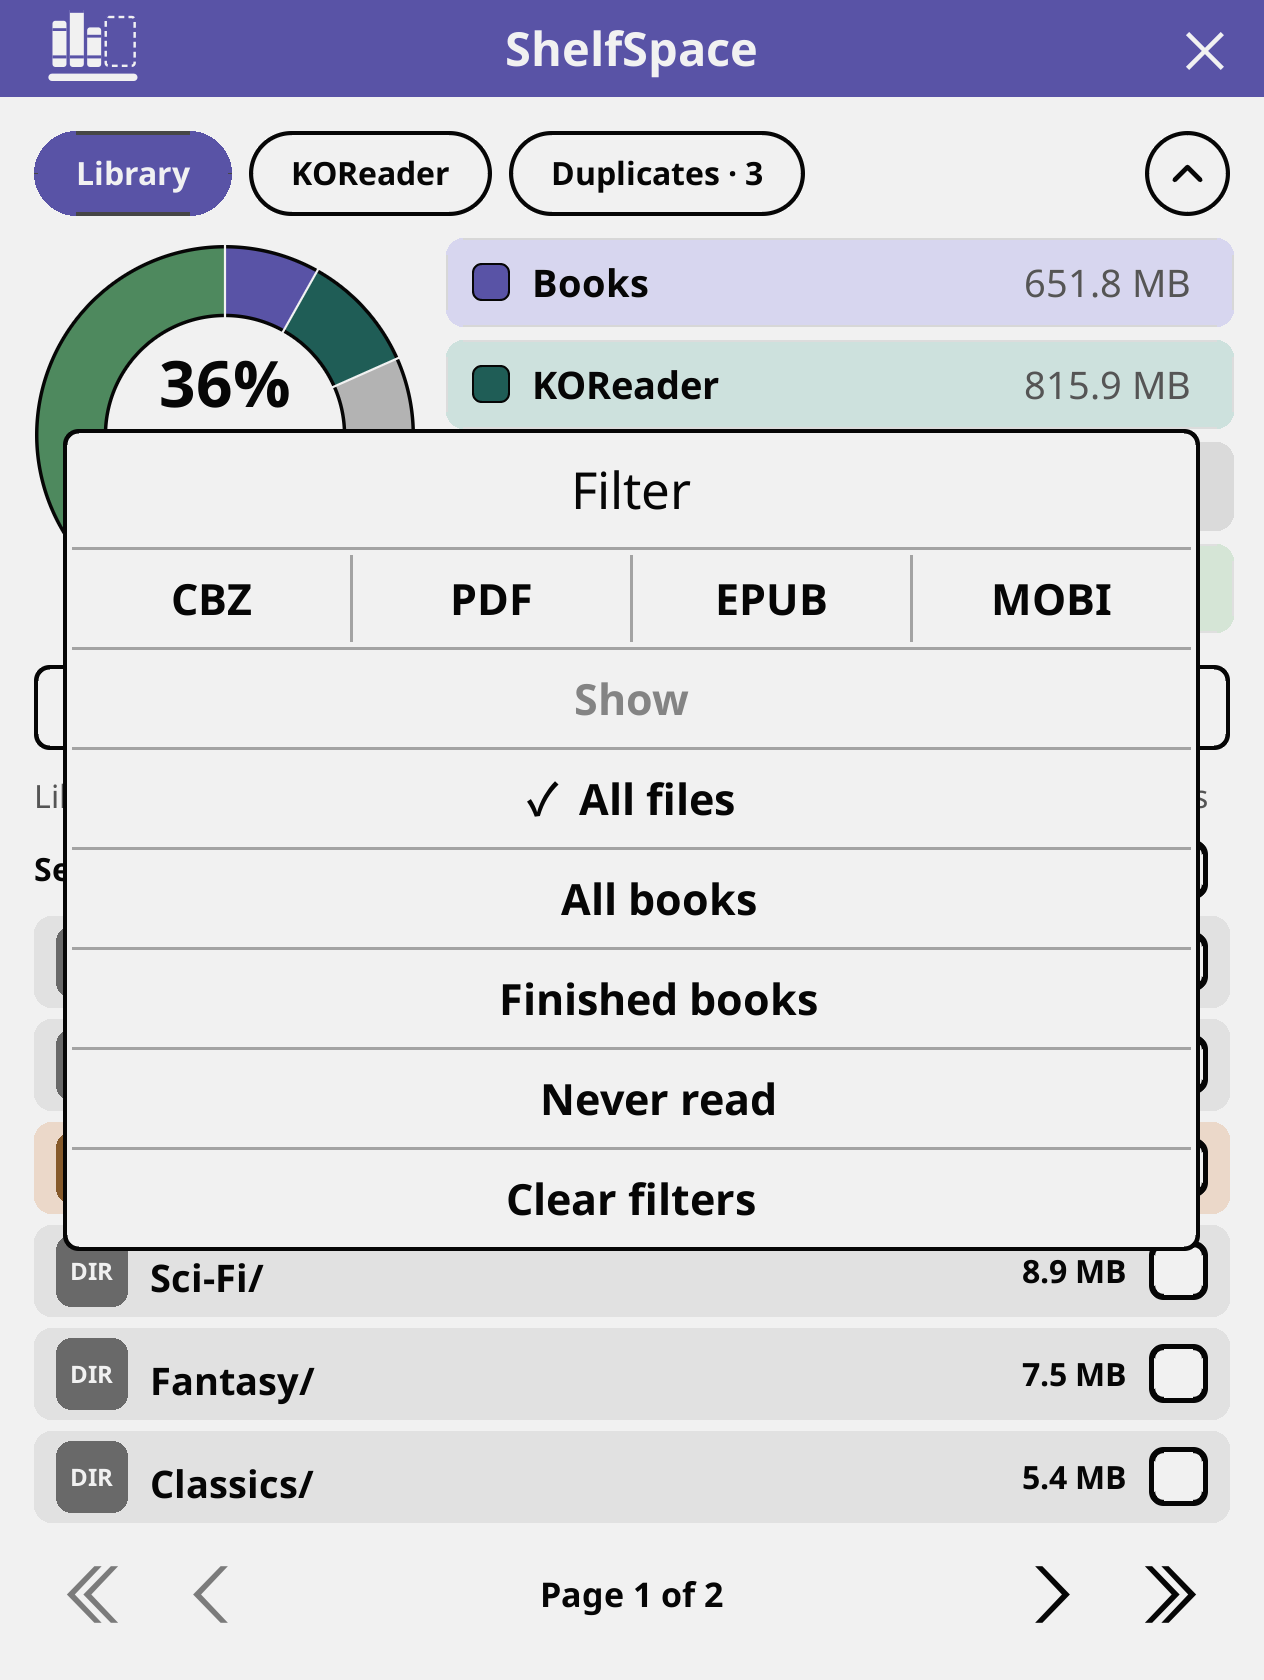 ShelfSpace
Library
KOReader
Duplicates · 3
36%
Books 651.8 MB
KOReader 815.9 MB
Filter
CBZ PDF EPUB MOBI
Show
✓ All files
All books
Finished books
Never read
Clear filters
DIR Sci-Fi/ 8.9 MB
DIR Fantasy/ 7.5 MB
DIR Classics/ 5.4 MB
Page 1 of 2